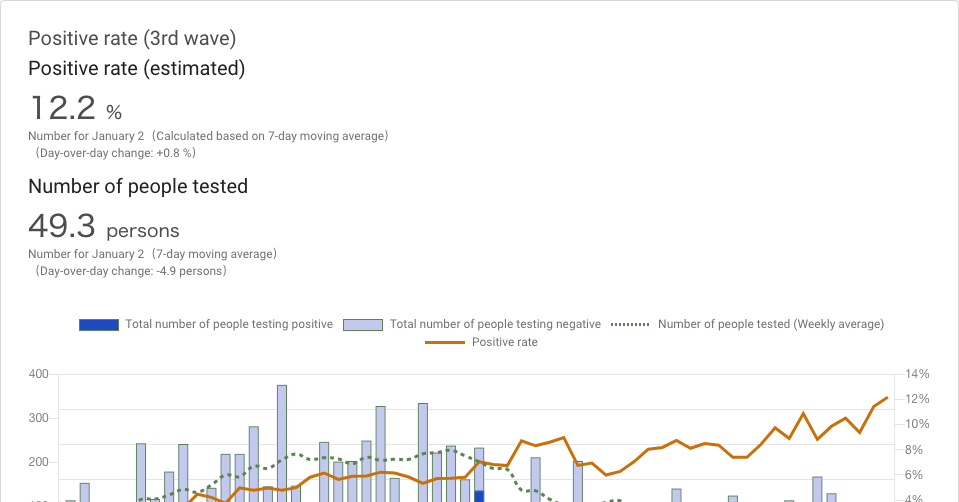 Positive rate (3rd wave)
Positive rate (estimated)
12.2 %
Number for January 2（Calculated based on 7-day moving average）
（Day-over-day change: +0.8 %）
Number of people tested
49.3 persons
Number for January 2（7-day moving average）
（Day-over-day change: -4.9 persons）
Total number of people testing positive Total number of people testing negative Number of people tested (Weekly average)
Positive rate
400 14%
12%
300 10%
200 8%
6%
100 4%